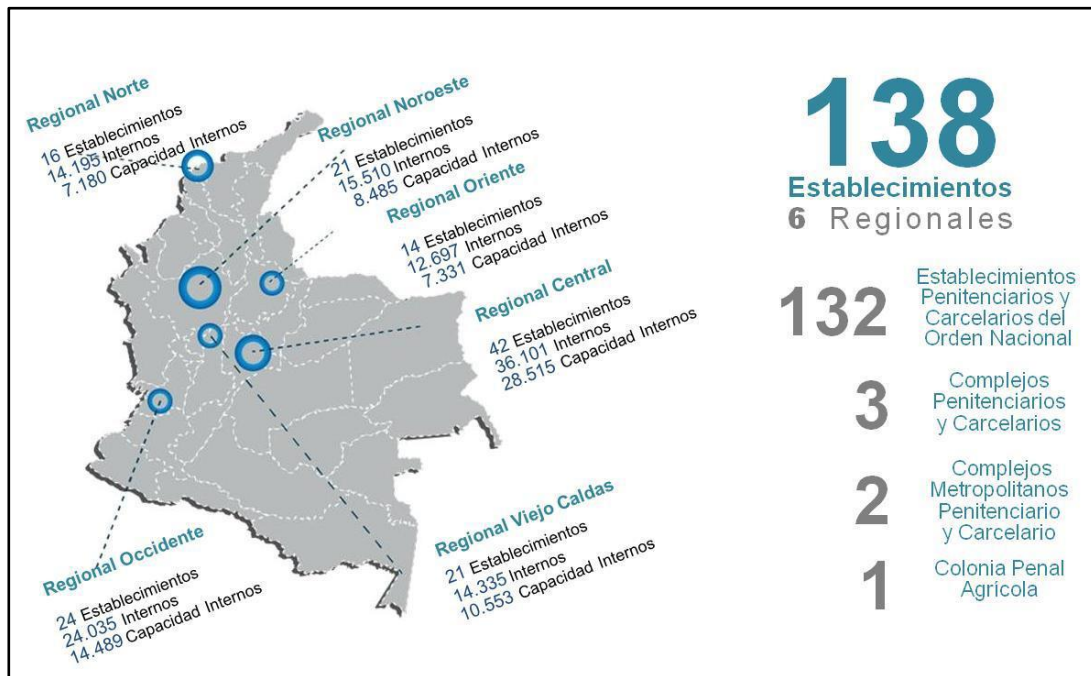 Regional Norte
16 Establecimientos
14.195 Internos
7.180 Capacidad Internos
Regional Noroeste
21 Establecimientos
15.510 Internos
8.485 Capacidad Internos
Regional Oriente
14 Establecimientos
12.697 Internos
7.331 Capacidad Internos
Regional Central
42 Establecimientos
36.101 Internos
28.515 Capacidad Internos
Regional Viejo Caldas
21 Establecimientos
14.335 Internos
10.553 Capacidad Internos
Regional Occidente
24 Establecimientos
24.035 Internos
14.489 Capacidad Internos
138
Establecimientos
6 Regionales
132
Establecimientos
Penitenciarios y
Carcelarios del
Orden Nacional
3
Complejos
Penitenciarios
y Carcelarios
2
Complejos
Metropolitanos
Penitenciario
y Carcelario
1
Colonia Penal
Agrícola